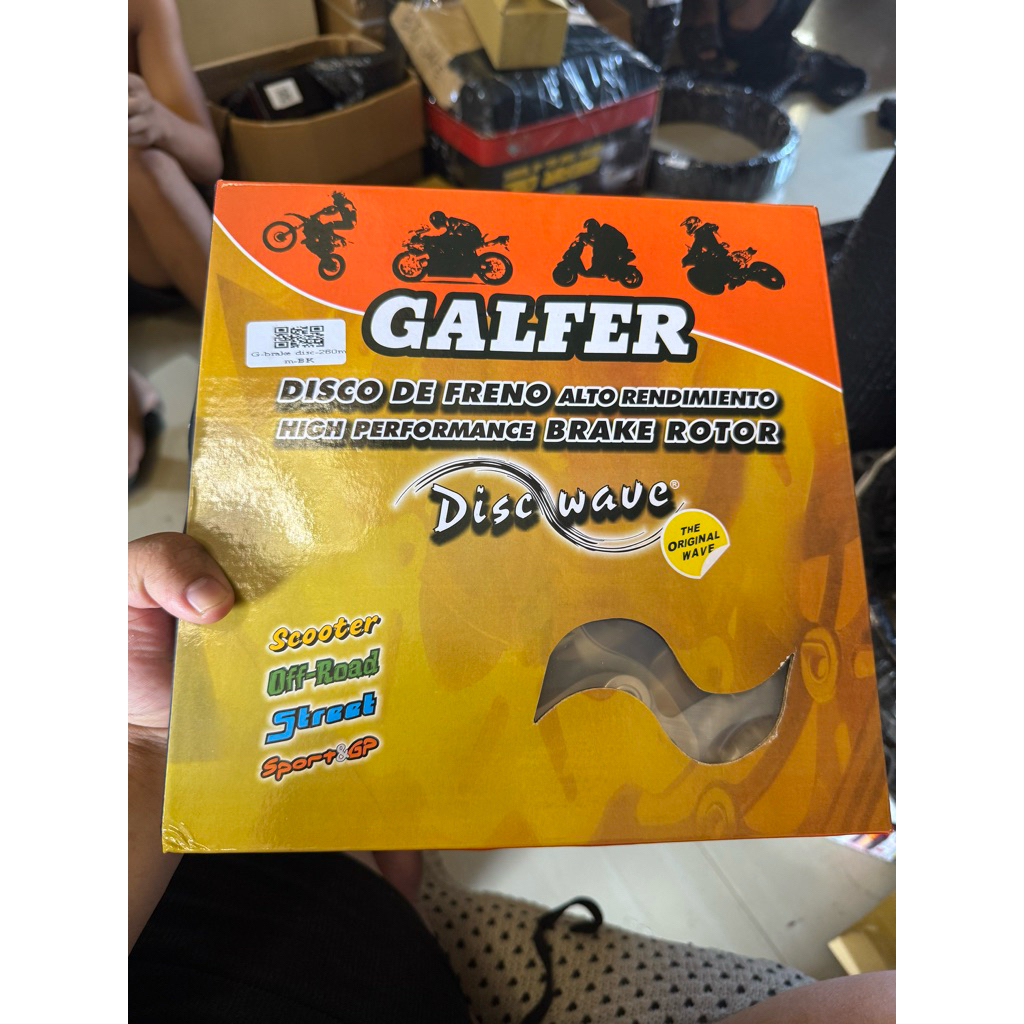 GALFER
G-brake disc-260m
m-BK
DISCO DE FRENO ALTO RENDIMIENTO
HIGH PERFORMANCE BRAKE ROTOR
Disc wave®
THE
ORIGINAL
WAVE
Scooter
Off-Road
Street
Sport&GP